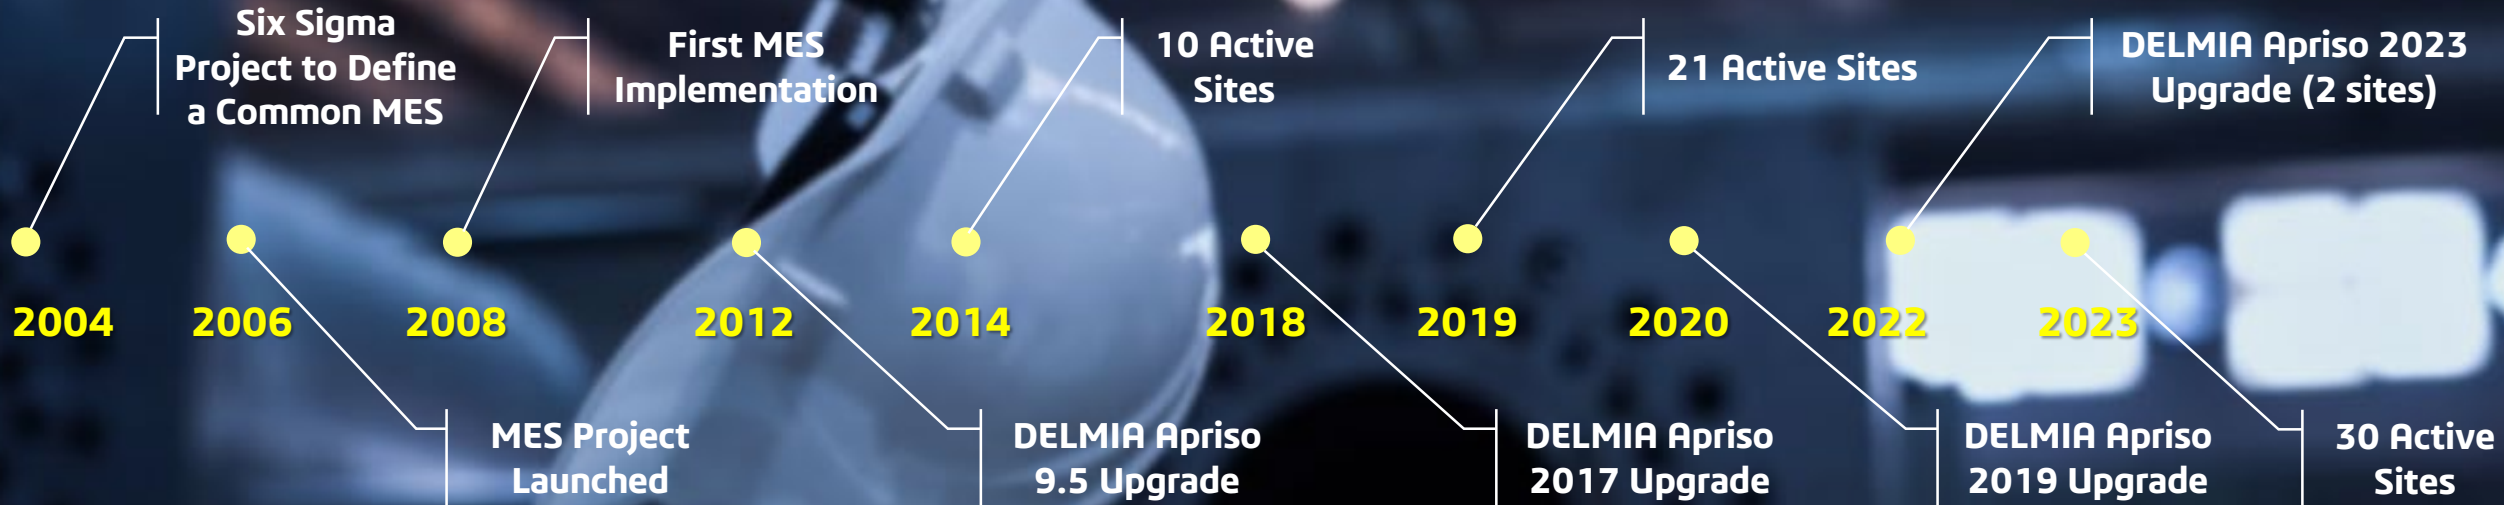 Six Sigma
Project to Define
a Common MES
First MES
Implementation
10 Active
Sites
21 Active Sites
DELMIA Apriso 2023
Upgrade (2 sites)
2004
2006
2008
2012
2014
2018
2019
2020
2022
2023
MES Project
Launched
DELMIA Apriso
9.5 Upgrade
DELMIA Apriso
2017 Upgrade
DELMIA Apriso
2019 Upgrade
30 Active
Sites